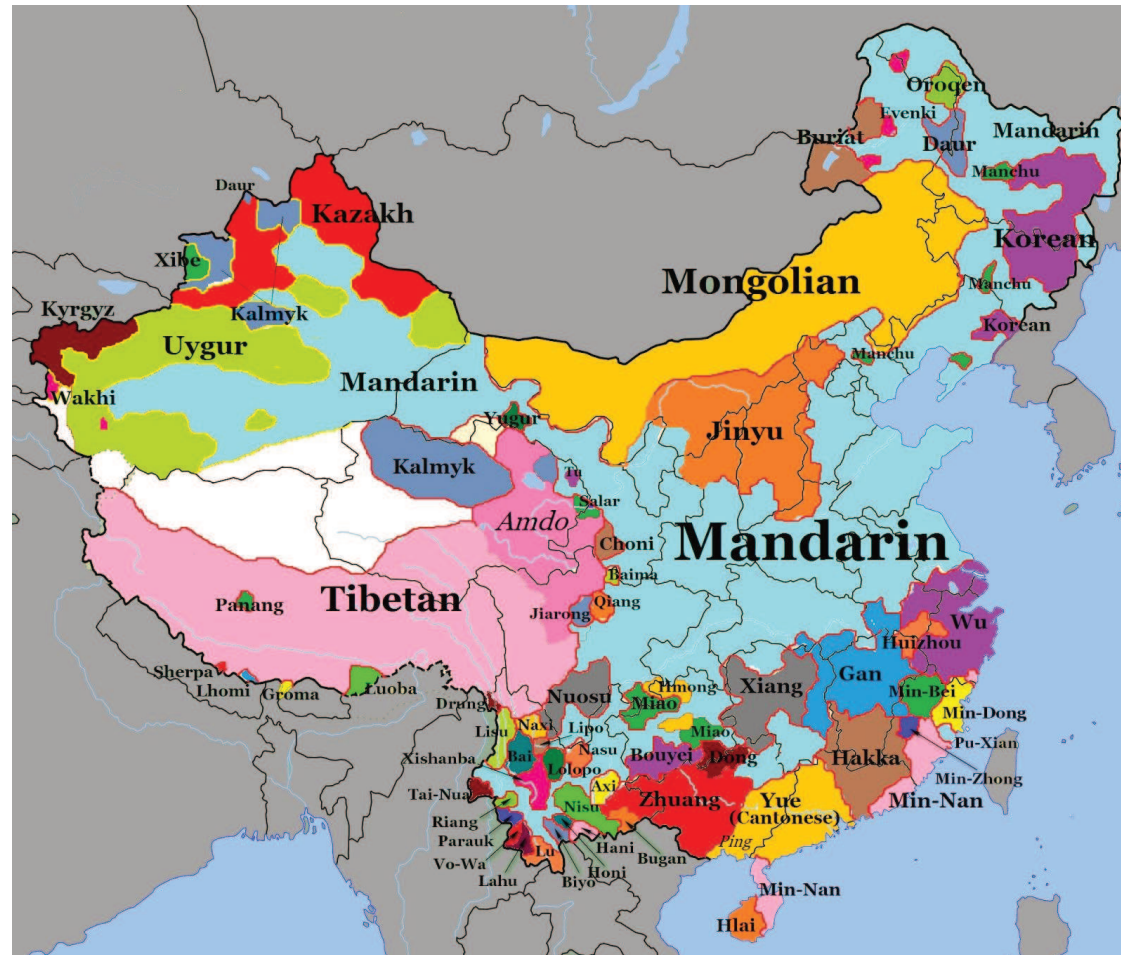 Oroqen
Evenki
Buriat
Daur
Mandarin
Manchu
Daur
Kazakh
Xibe
Korean
Mongolian
Manchu
Kyrgyz
Kalmyk
Korean
Uygur
Manchu
Mandarin
Wakhi
Yugur
Jinyu
Kalmyk
Tu
Salar
Amdo
Choni
Mandarin
Baima
Panang
Tibetan
Jiarong
Qiang
Wu
Huizhou
Sherpa
Lhomi
Groma
Luoba
Gan
Xiang
Hmong
Nuosu
Miao
Min-Bei
Drung
Min-Dong
Lisu
Naxi
Lipo
Miao
Pu-Xian
Xishanba
Bai
Nasu
Bouyei
Dong
Hakka
Lolopo
Min-Zhong
Tai-Nua
Axi
Nisu
Zhuang
Yue
(Cantonese)
Min-Nan
Riang
Parauk
Ping
Vo-Wa
Lu
Hani
Bugan
Lahu
Biyo
Honi
Min-Nan
Hlai